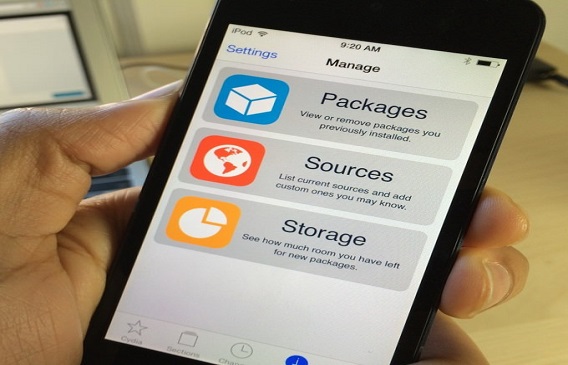 iPod
9:20 AM
Settings
Manage
Packages
View or remove packages you
previously installed.
Sources
List current sources and add
custom ones you may know.
Storage
See how much room you have left
for new packages.
Cydia
Sections